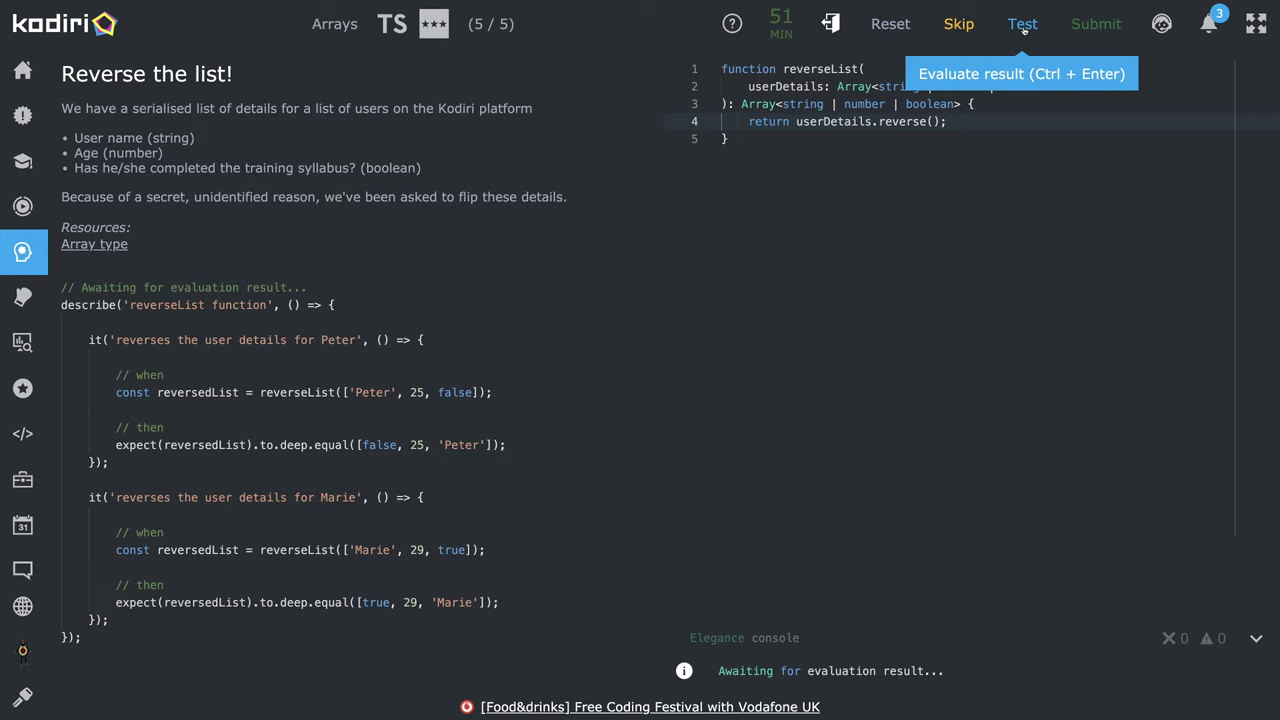 kodiri
Arrays TS *** (5 / 5)
51
MIN
Reset Skip Test Submit
3
Evaluate result (Ctrl + Enter)
Reverse the list!
We have a serialised list of details for a list of users on the Kodiri platform
• User name (string)
• Age (number)
• Has he/she completed the training syllabus? (boolean)
Because of a secret, unidentified reason, we've been asked to flip these details.
Resources:
Array type
// Awaiting for evaluation result...
describe('reverseList function', () => {
it('reverses the user details for Peter', () => {
// when
const reversedList = reverseList(['Peter', 25, false]);
// then
expect(reversedList).to.deep.equal([false, 25, 'Peter']);
});
it('reverses the user details for Marie', () => {
// when
const reversedList = reverseList(['Marie', 29, true]);
// then
expect(reversedList).to.deep.equal([true, 29, 'Marie']);
});
});
31
1 function reverseList(
2 userDetails: Array<
3 ): Array<string | number | boolean> {
4 return userDetails.reverse();
5 }
Elegance console
0 0
Awaiting for evaluation result...
[Food&drinks] Free Coding Festival with Vodafone UK